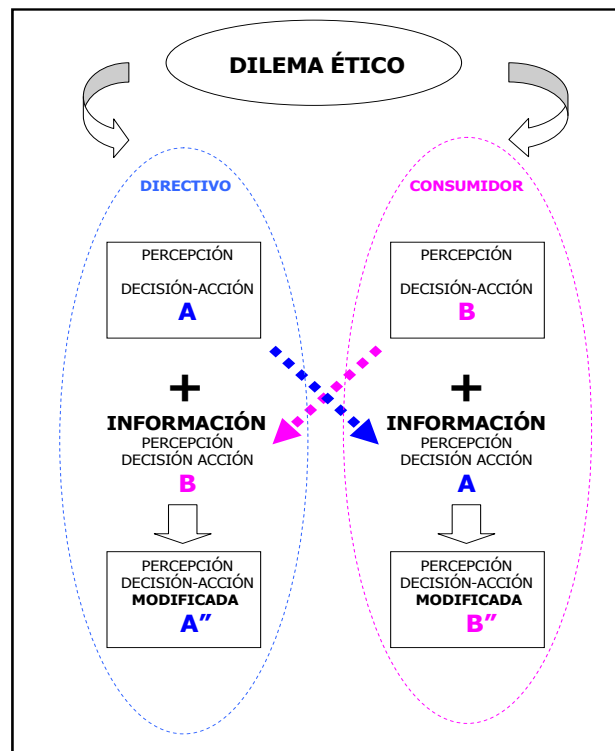 DILEMA ÉTICO
DIRECTIVO
PERCEPCIÓN
DECISIÓN-ACCIÓN
A
+
INFORMACIÓN
PERCEPCIÓN
DECISIÓN ACCIÓN
B
PERCEPCIÓN
DECISIÓN-ACCIÓN
MODIFICADA
A″
CONSUMIDOR
PERCEPCIÓN
DECISIÓN-ACCIÓN
B
+
INFORMACIÓN
PERCEPCIÓN
DECISIÓN ACCIÓN
A
PERCEPCIÓN
DECISIÓN-ACCIÓN
MODIFICADA
B″